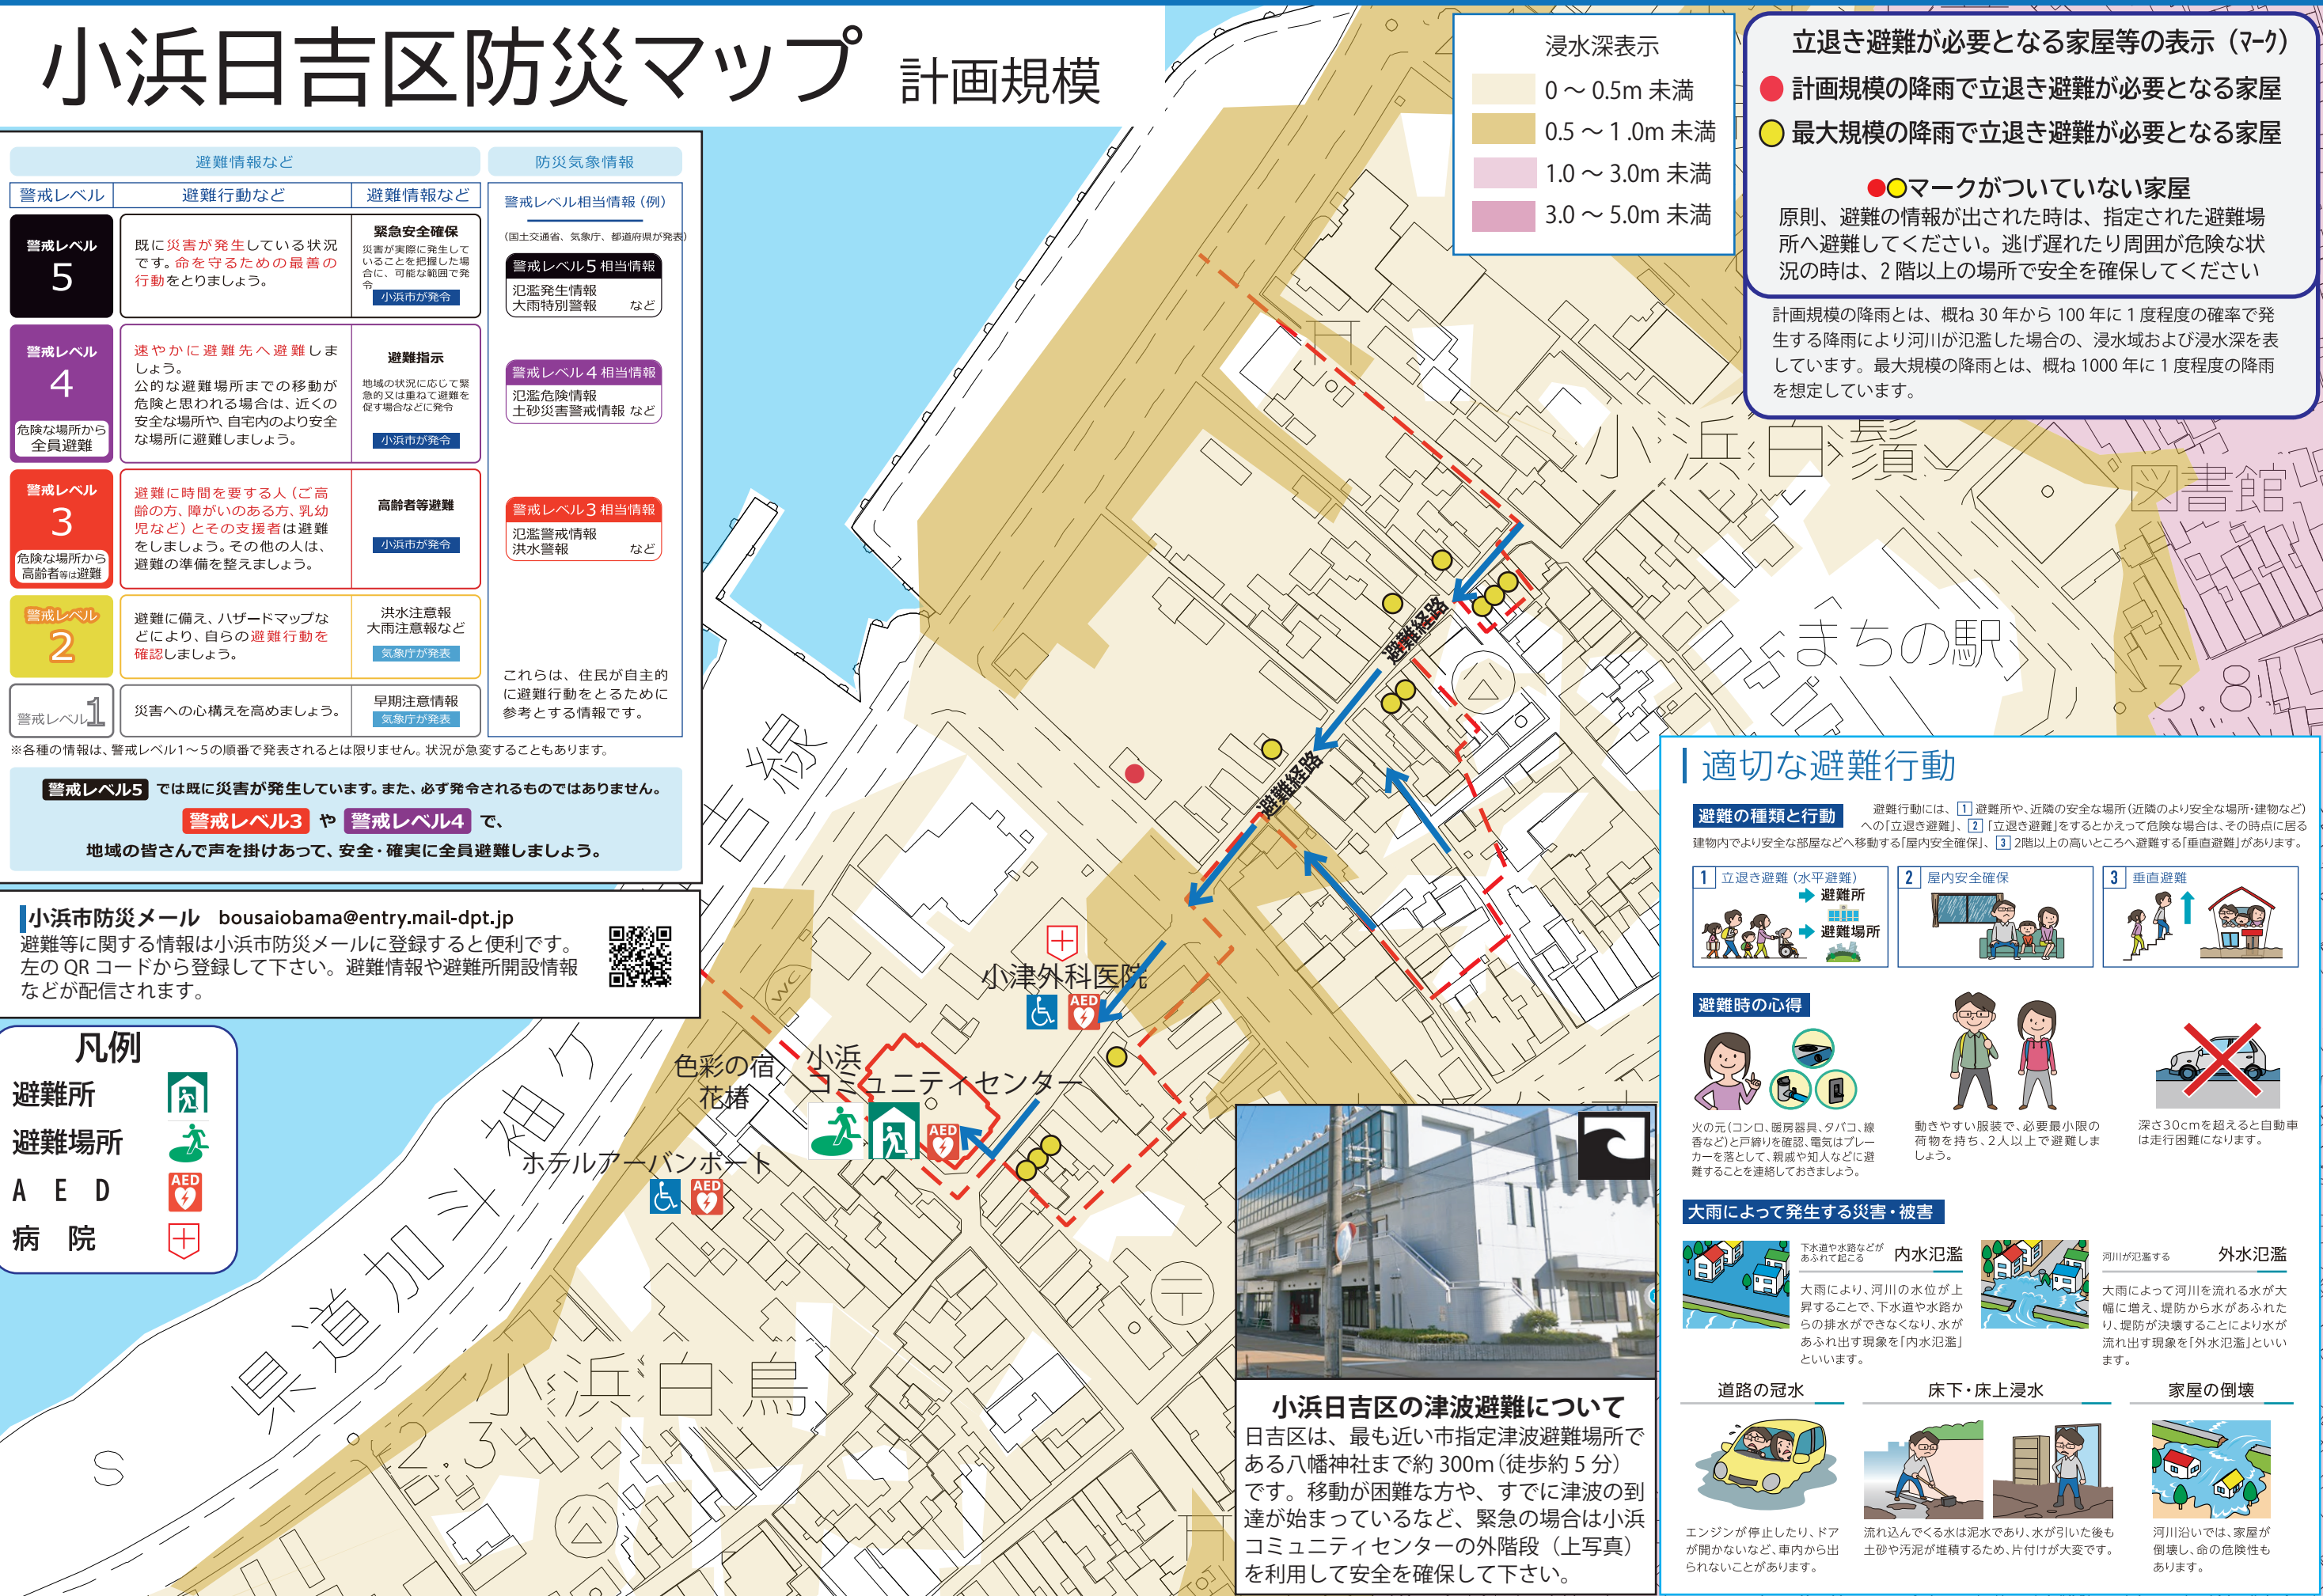 小浜日吉区防災マップ 計画規模
避難情報など
防災気象情報
警戒レベル
避難行動など
避難情報など
警戒レベル
5
既に災害が発生している状況
です。命を守るための最善の
行動をとりましょう。
緊急安全確保
災害が実際に発生して
いることを把握した場
合に、可能な範囲で発
令
小浜市が発令
警戒レベル
4
危険な場所から
全員避難
速やかに避難先へ避難しま
しょう。
公的な避難場所までの移動が
危険と思われる場合は、近くの
安全な場所や、自宅内のより安全
な場所に避難しましょう。
避難指示
地域の状況に応じて緊
急的又は重ねて避難を
促す場合などに発令
小浜市が発令
警戒レベル
3
危険な場所から
高齢者等は避難
避難に時間を要する人(ご高
齢の方、障がいのある方、乳幼
児など)とその支援者は避難
をしましょう。その他の人は、
避難の準備を整えましょう。
高齢者等避難
小浜市が発令
警戒レベル
2
避難に備え、ハザードマップな
どにより、自らの避難行動を
確認しましょう。
洪水注意報
大雨注意報など
気象庁が発表
警戒レベル1
災害への心構えを高めましょう。
早期注意情報
気象庁が発表
警戒レベル相当情報(例)
(国土交通省、気象庁、都道府県が発表)
警戒レベル5相当情報
氾濫発生情報
大雨特別警報 など
警戒レベル4相当情報
氾濫危険情報
土砂災害警戒情報 など
警戒レベル3相当情報
氾濫警戒情報
洪水警報 など
これらは、住民が自主的
に避難行動をとるために
参考とする情報です。
※各種の情報は、警戒レベル1〜5の順番で発表されるとは限りません。状況が急変することもあります。
警戒レベル5 では既に災害が発生しています。また、必ず発令されるものではありません。
警戒レベル3 や 警戒レベル4 で、
地域の皆さんで声を掛けあって、安全・確実に全員避難しましょう。
小浜市防災メール bousaiobama@entry.mail-dpt.jp
避難等に関する情報は小浜市防災メールに登録すると便利です。
左の QR コードから登録して下さい。避難情報や避難所開設情報
などが配信されます。
凡例
避難所
避難場所
AED
AED
病院
浸水深表示
0 〜 0.5m 未満
0.5 〜 1.0m 未満
1.0 〜 3.0m 未満
3.0 〜 5.0m 未満
立退き避難が必要となる家屋等の表示(マーク)
計画規模の降雨で立退き避難が必要となる家屋
最大規模の降雨で立退き避難が必要となる家屋
マークがついていない家屋
原則、避難の情報が出された時は、指定された避難場
所へ避難してください。逃げ遅れたり周囲が危険な状
況の時は、2 階以上の場所で安全を確保してください
計画規模の降雨とは、概ね 30 年から 100 年に 1 度程度の確率で発
生する降雨により河川が氾濫した場合の、浸水域および浸水深を表
しています。最大規模の降雨とは、概ね 1000 年に 1 度程度の降雨
を想定しています。
小浜白鬚
図書館
まちの駅
3.8
避難経路
避難経路
吉線
WC
小津外科医院
AED
色彩の宿
花椿
小浜
コミュニティセンター
AED
ホテルアーバンポート
AED
県道加斗袖ケ
小浜白鳥
2.3
S
小浜日吉区の津波避難について
日吉区は、最も近い市指定津波避難場所で
ある八幡神社まで約 300m(徒歩約 5 分)
です。移動が困難な方や、すでに津波の到
達が始まっているなど、緊急の場合は小浜
コミュニティセンターの外階段(上写真)
を利用して安全を確保して下さい。
適切な避難行動
避難の種類と行動
避難行動には、1 避難所や、近隣の安全な場所(近隣のより安全な場所・建物など)
への「立退き避難」、2 「立退き避難」をするとかえって危険な場合は、その時点に居る
建物内でより安全な部屋などへ移動する「屋内安全確保」、3 2階以上の高いところへ避難する「垂直避難」があります。
1 立退き避難(水平避難)
避難所
避難場所
2 屋内安全確保
3 垂直避難
避難時の心得
火の元(コンロ、暖房器具、タバコ、線
香など)と戸締りを確認、電気はブレー
カーを落として、親戚や知人などに避
難することを連絡しておきましょう。
動きやすい服装で、必要最小限の
荷物を持ち、2人以上で避難しま
しょう。
深さ30cmを超えると自動車
は走行困難になります。
大雨によって発生する災害・被害
下水道や水路などが
あふれて起こる
内水氾濫
大雨により、河川の水位が上
昇することで、下水道や水路か
らの排水ができなくなり、水が
あふれ出す現象を「内水氾濫」
といいます。
河川が氾濫する
外水氾濫
大雨によって河川を流れる水が大
幅に増え、堤防から水があふれた
り、堤防が決壊することにより水が
流れ出す現象を「外水氾濫」といい
ます。
道路の冠水
エンジンが停止したり、ドア
が開かないなど、車内から出
られないことがあります。
床下・床上浸水
流れ込んでくる水は泥水であり、水が引いた後も
土砂や汚泥が堆積するため、片付けが大変です。
家屋の倒壊
河川沿いでは、家屋が
倒壊し、命の危険性も
あります。